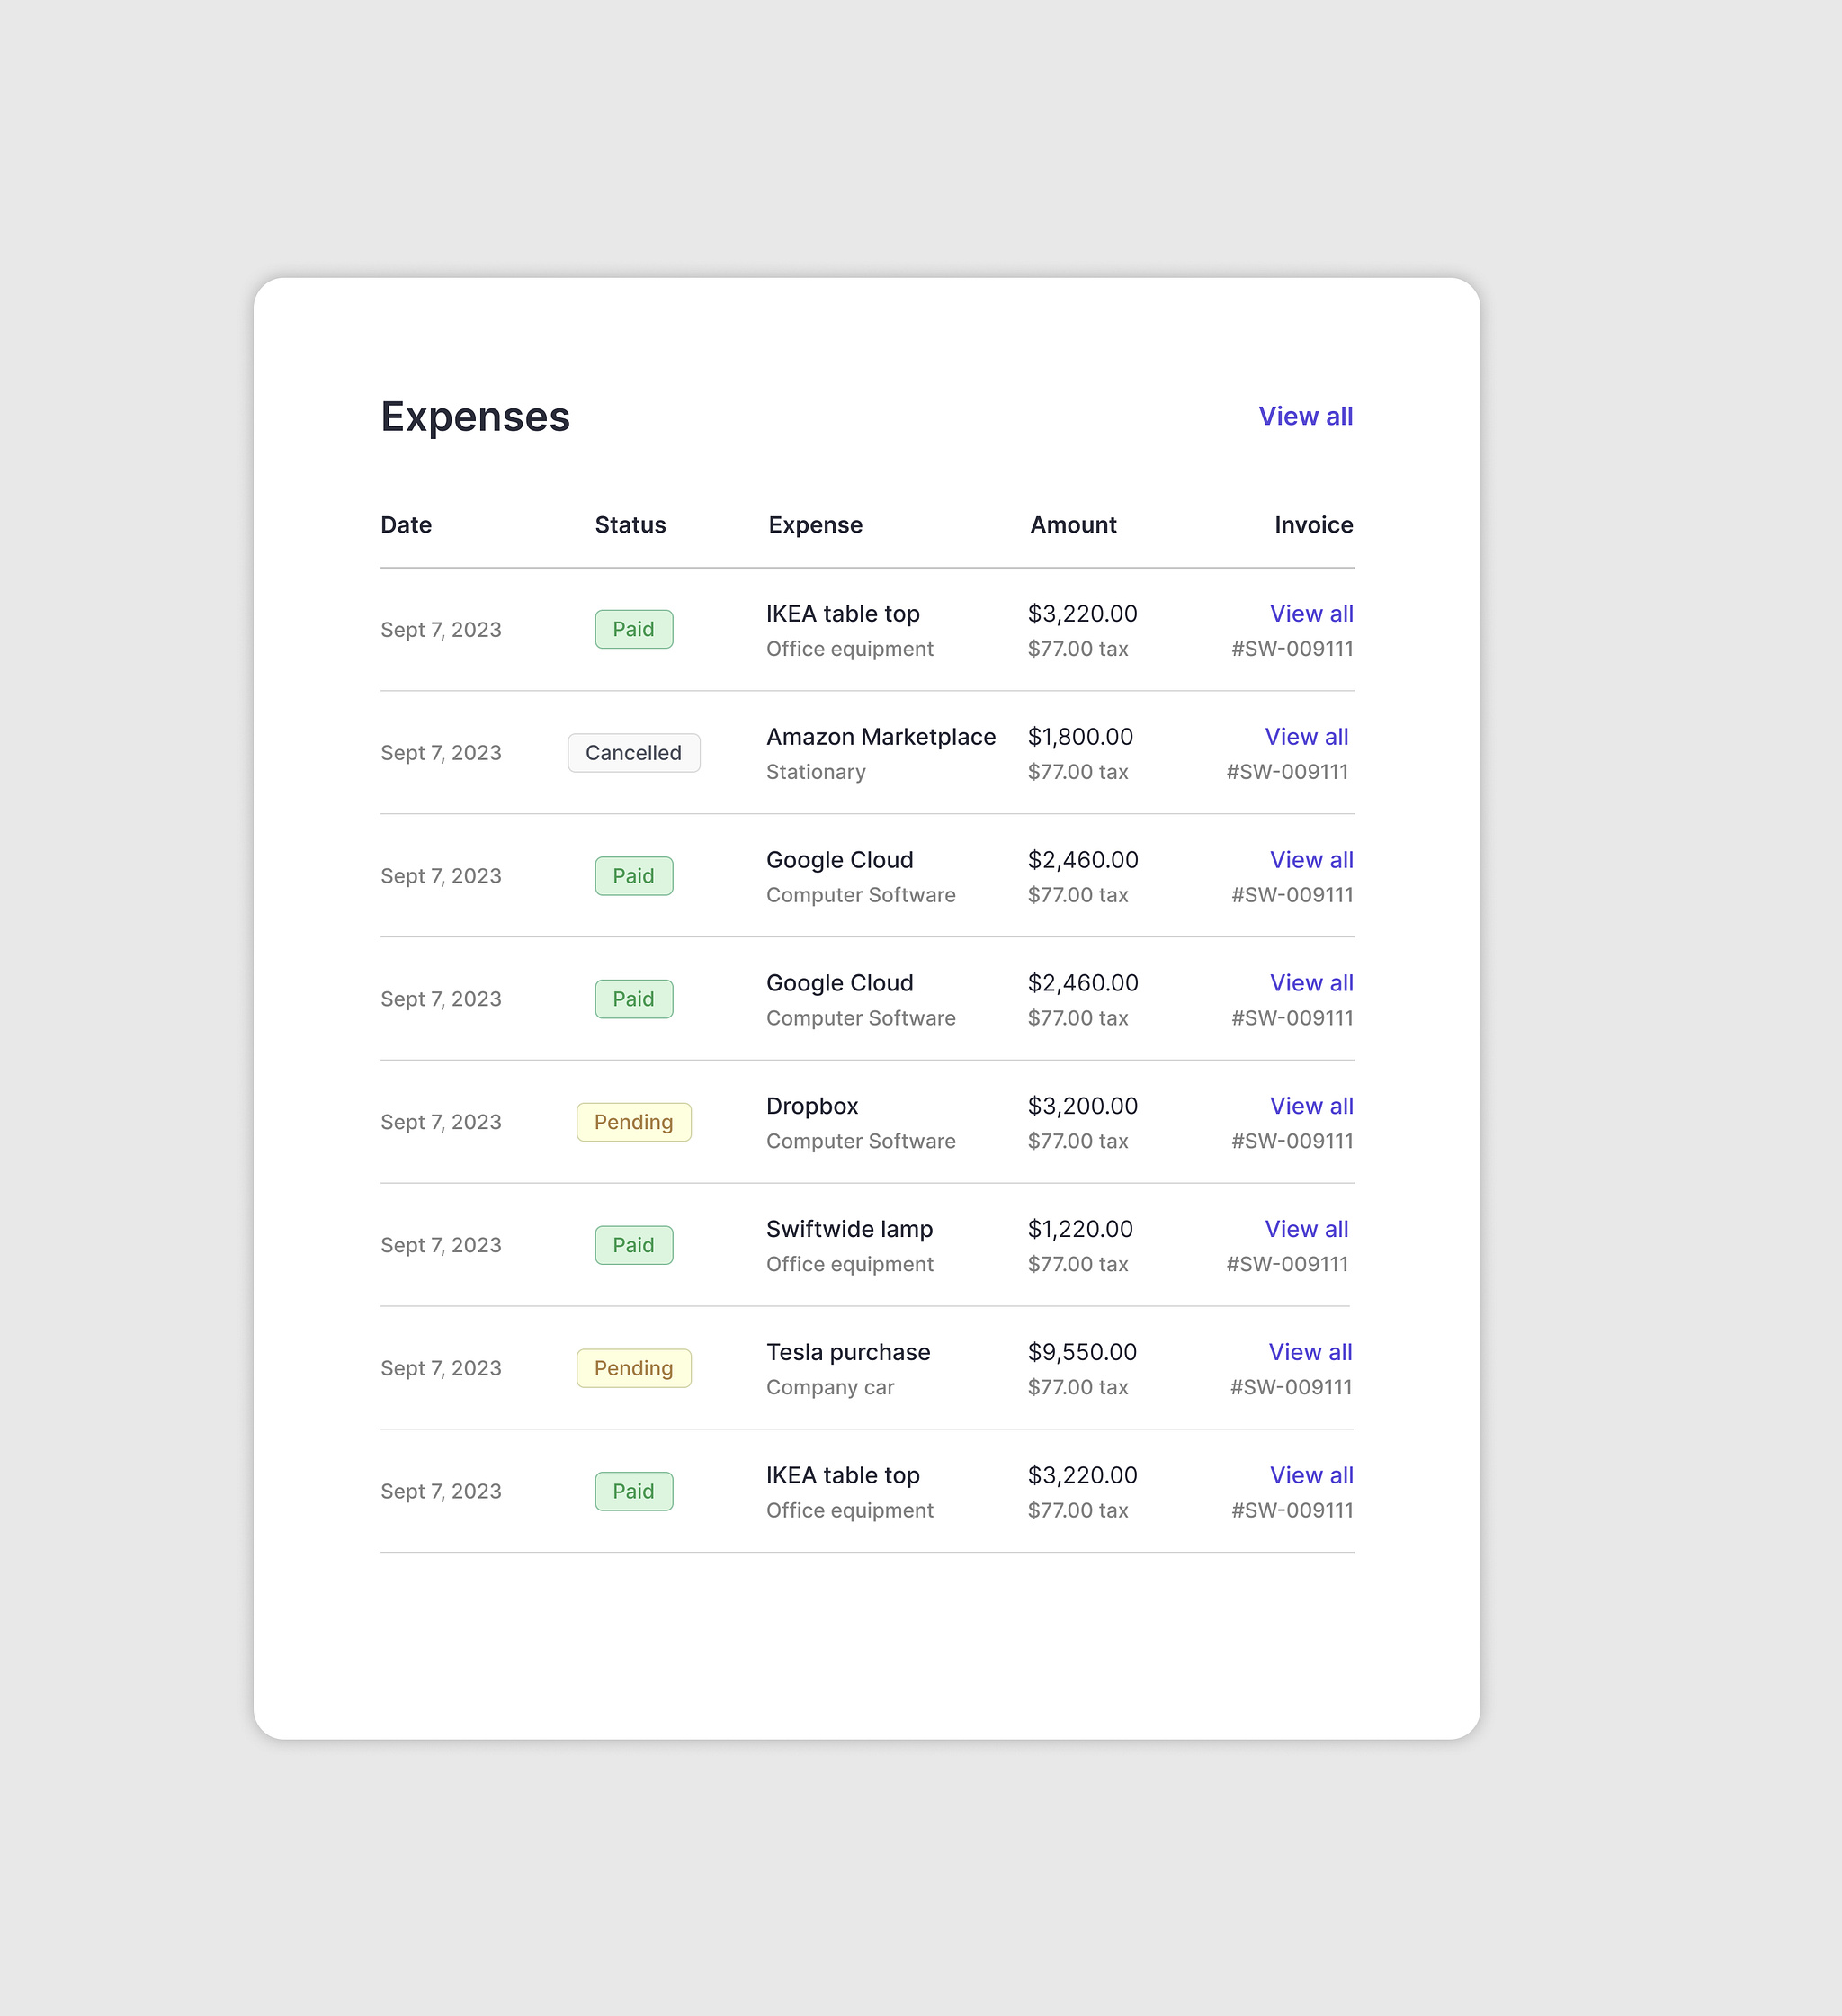 Expenses View all
Date Status Expense Amount Invoice
Sept 7, 2023 Paid IKEA table top $3,220.00 View all
Office equipment $77.00 tax #SW-009111
Sept 7, 2023 Cancelled Amazon Marketplace $1,800.00 View all
Stationary $77.00 tax #SW-009111
Sept 7, 2023 Paid Google Cloud $2,460.00 View all
Computer Software $77.00 tax #SW-009111
Sept 7, 2023 Paid Google Cloud $2,460.00 View all
Computer Software $77.00 tax #SW-009111
Sept 7, 2023 Pending Dropbox $3,200.00 View all
Computer Software $77.00 tax #SW-009111
Sept 7, 2023 Paid Swiftwide lamp $1,220.00 View all
Office equipment $77.00 tax #SW-009111
Sept 7, 2023 Pending Tesla purchase $9,550.00 View all
Company car $77.00 tax #SW-009111
Sept 7, 2023 Paid IKEA table top $3,220.00 View all
Office equipment $77.00 tax #SW-009111